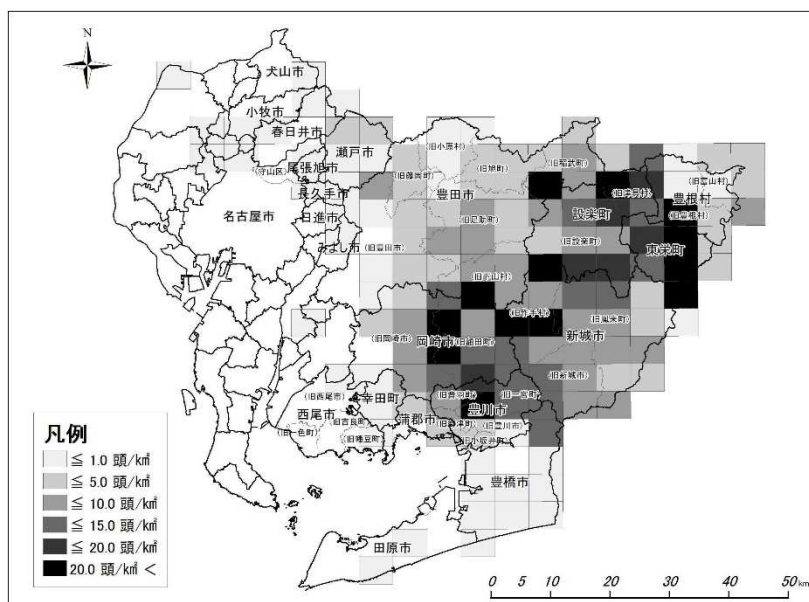 N
犬山市
小牧市
春日井市
瀬戸市
(旧小原村)
(旧藤岡町)
(旧旭町)
(旧稲武町)
(守山区)
尾張旭市
長久手市
名古屋市
日進市
豊田市
(旧足助町)
(旧津具村)
(旧富山村)
豊根村
(旧豊根村)
設楽町
みよし市
(旧豊田市)
(旧設楽町)
東栄町
(旧下山村)
(旧作手村)
(旧鳳来町)
(旧岡崎市)
岡崎市
(旧額田町)
新城市
(旧新城市)
(旧西尾市)
幸田町
(旧音羽町)
(旧一宮町)
豊川市
西尾市
(旧吉良町)
蒲郡市
(旧御津町)
(旧豊川市)
(旧一色町)
(旧幡豆町)
(旧小坂井町)
豊橋市
田原市
凡例
≦ 1.0 頭/㎢
≦ 5.0 頭/㎢
≦ 10.0 頭/㎢
≦ 15.0 頭/㎢
≦ 20.0 頭/㎢
20.0 頭/㎢ <
0 5 10 20 30 40 50 km